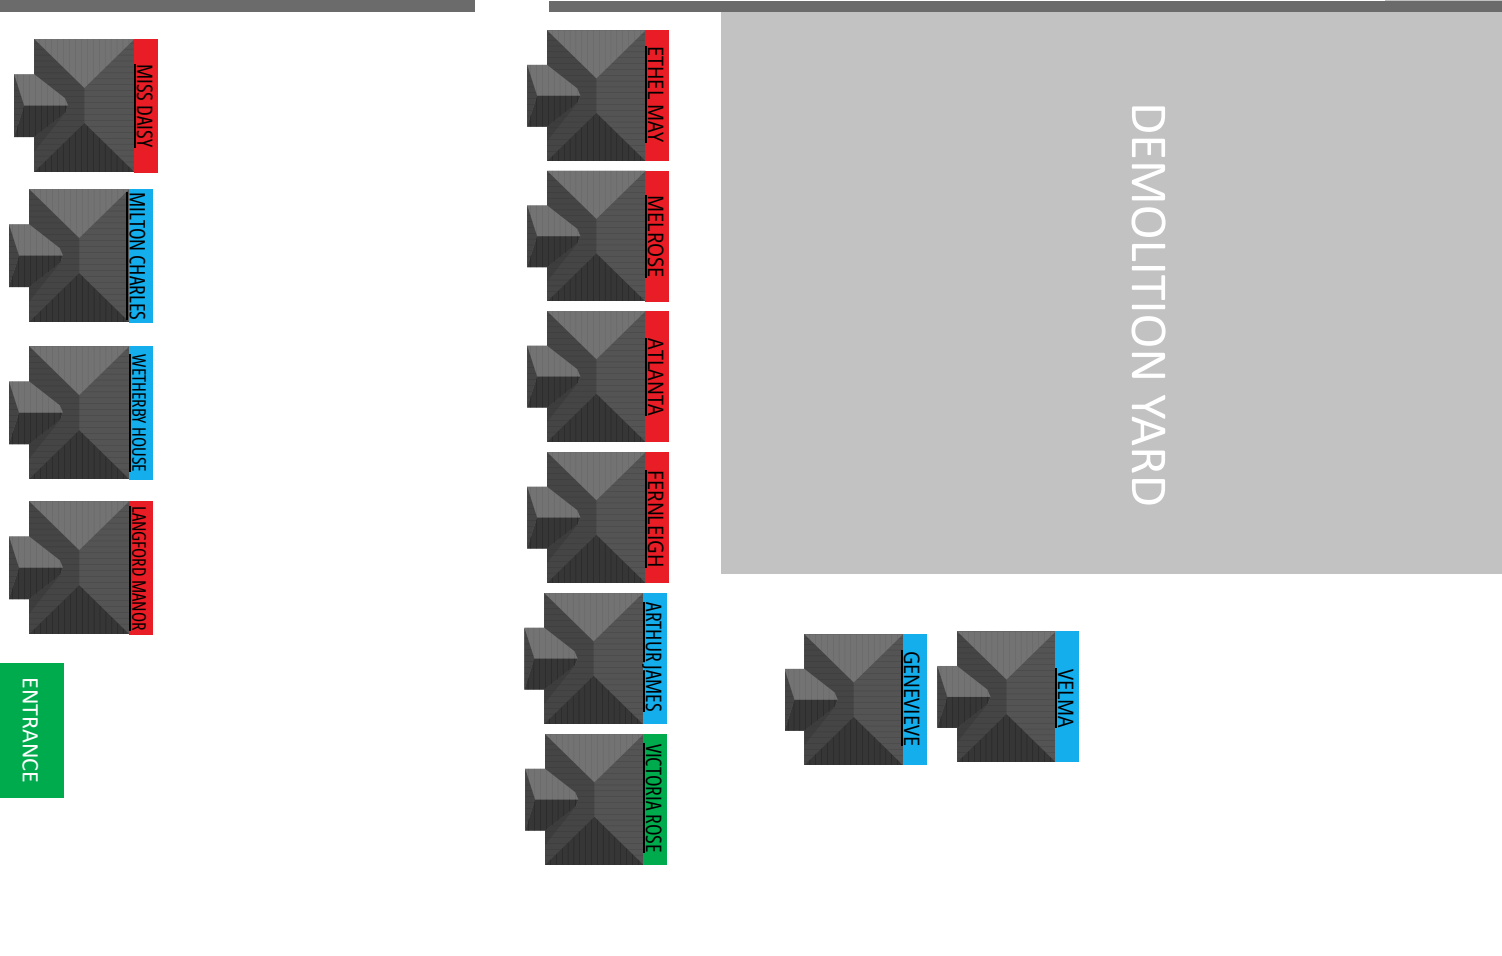 MISS DAISY
MILTON CHARLES
WETHERBY HOUSE
LANGFORD MANOR
ENTRANCE
ETHEL MAY
MELROSE
ATLANTA
FERNLEIGH
ARTHUR JAMES
VICTORIA ROSE
DEMOLITION YARD
GENEVIEVE
VELMA